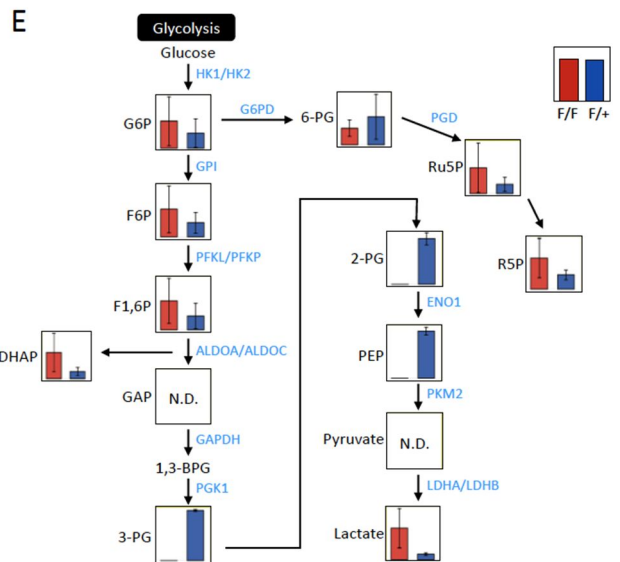 E
Glycolysis
Glucose
HK1/HK2
G6P
G6PD
6-PG
PGD
F/F F/+
Ru5P
GPI
F6P
R5P
PFKL/PFKP
2-PG
F1,6P
ENO1
DHAP
ALDOA/ALDOC
PEP
GAP
N.D.
PKM2
GAPDH
Pyruvate
N.D.
1,3-BPG
PGK1
LDHA/LDHB
3-PG
Lactate